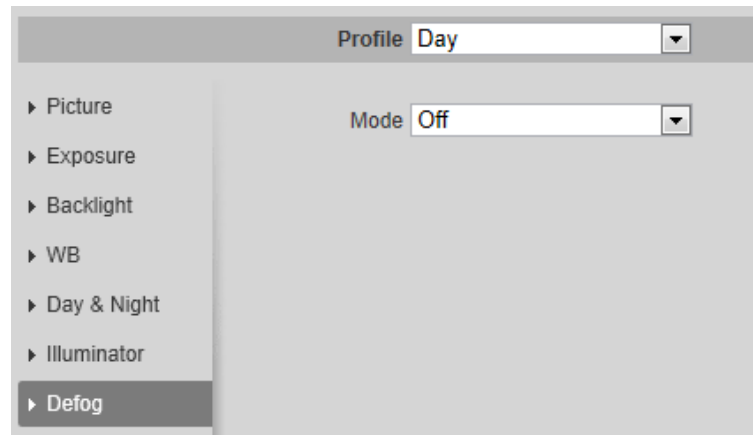 Profile Day
Picture
Mode Off
Exposure
Backlight
WB
Day & Night
Illuminator
Defog